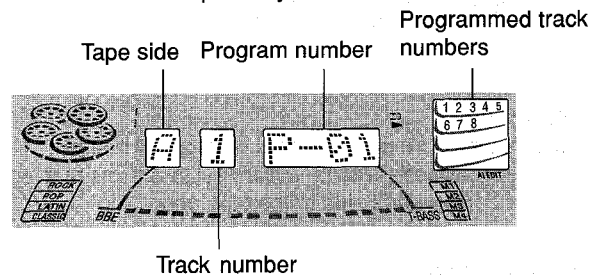 Programmed track
numbers
Tape side
Program number
1 2 3 4 5
6 7 8
A
1
P-01
AI EDIT
ROCK
POP
LATIN
CLASSIC
BBE
T-BASS
M1
M2
M3
M4
Track number